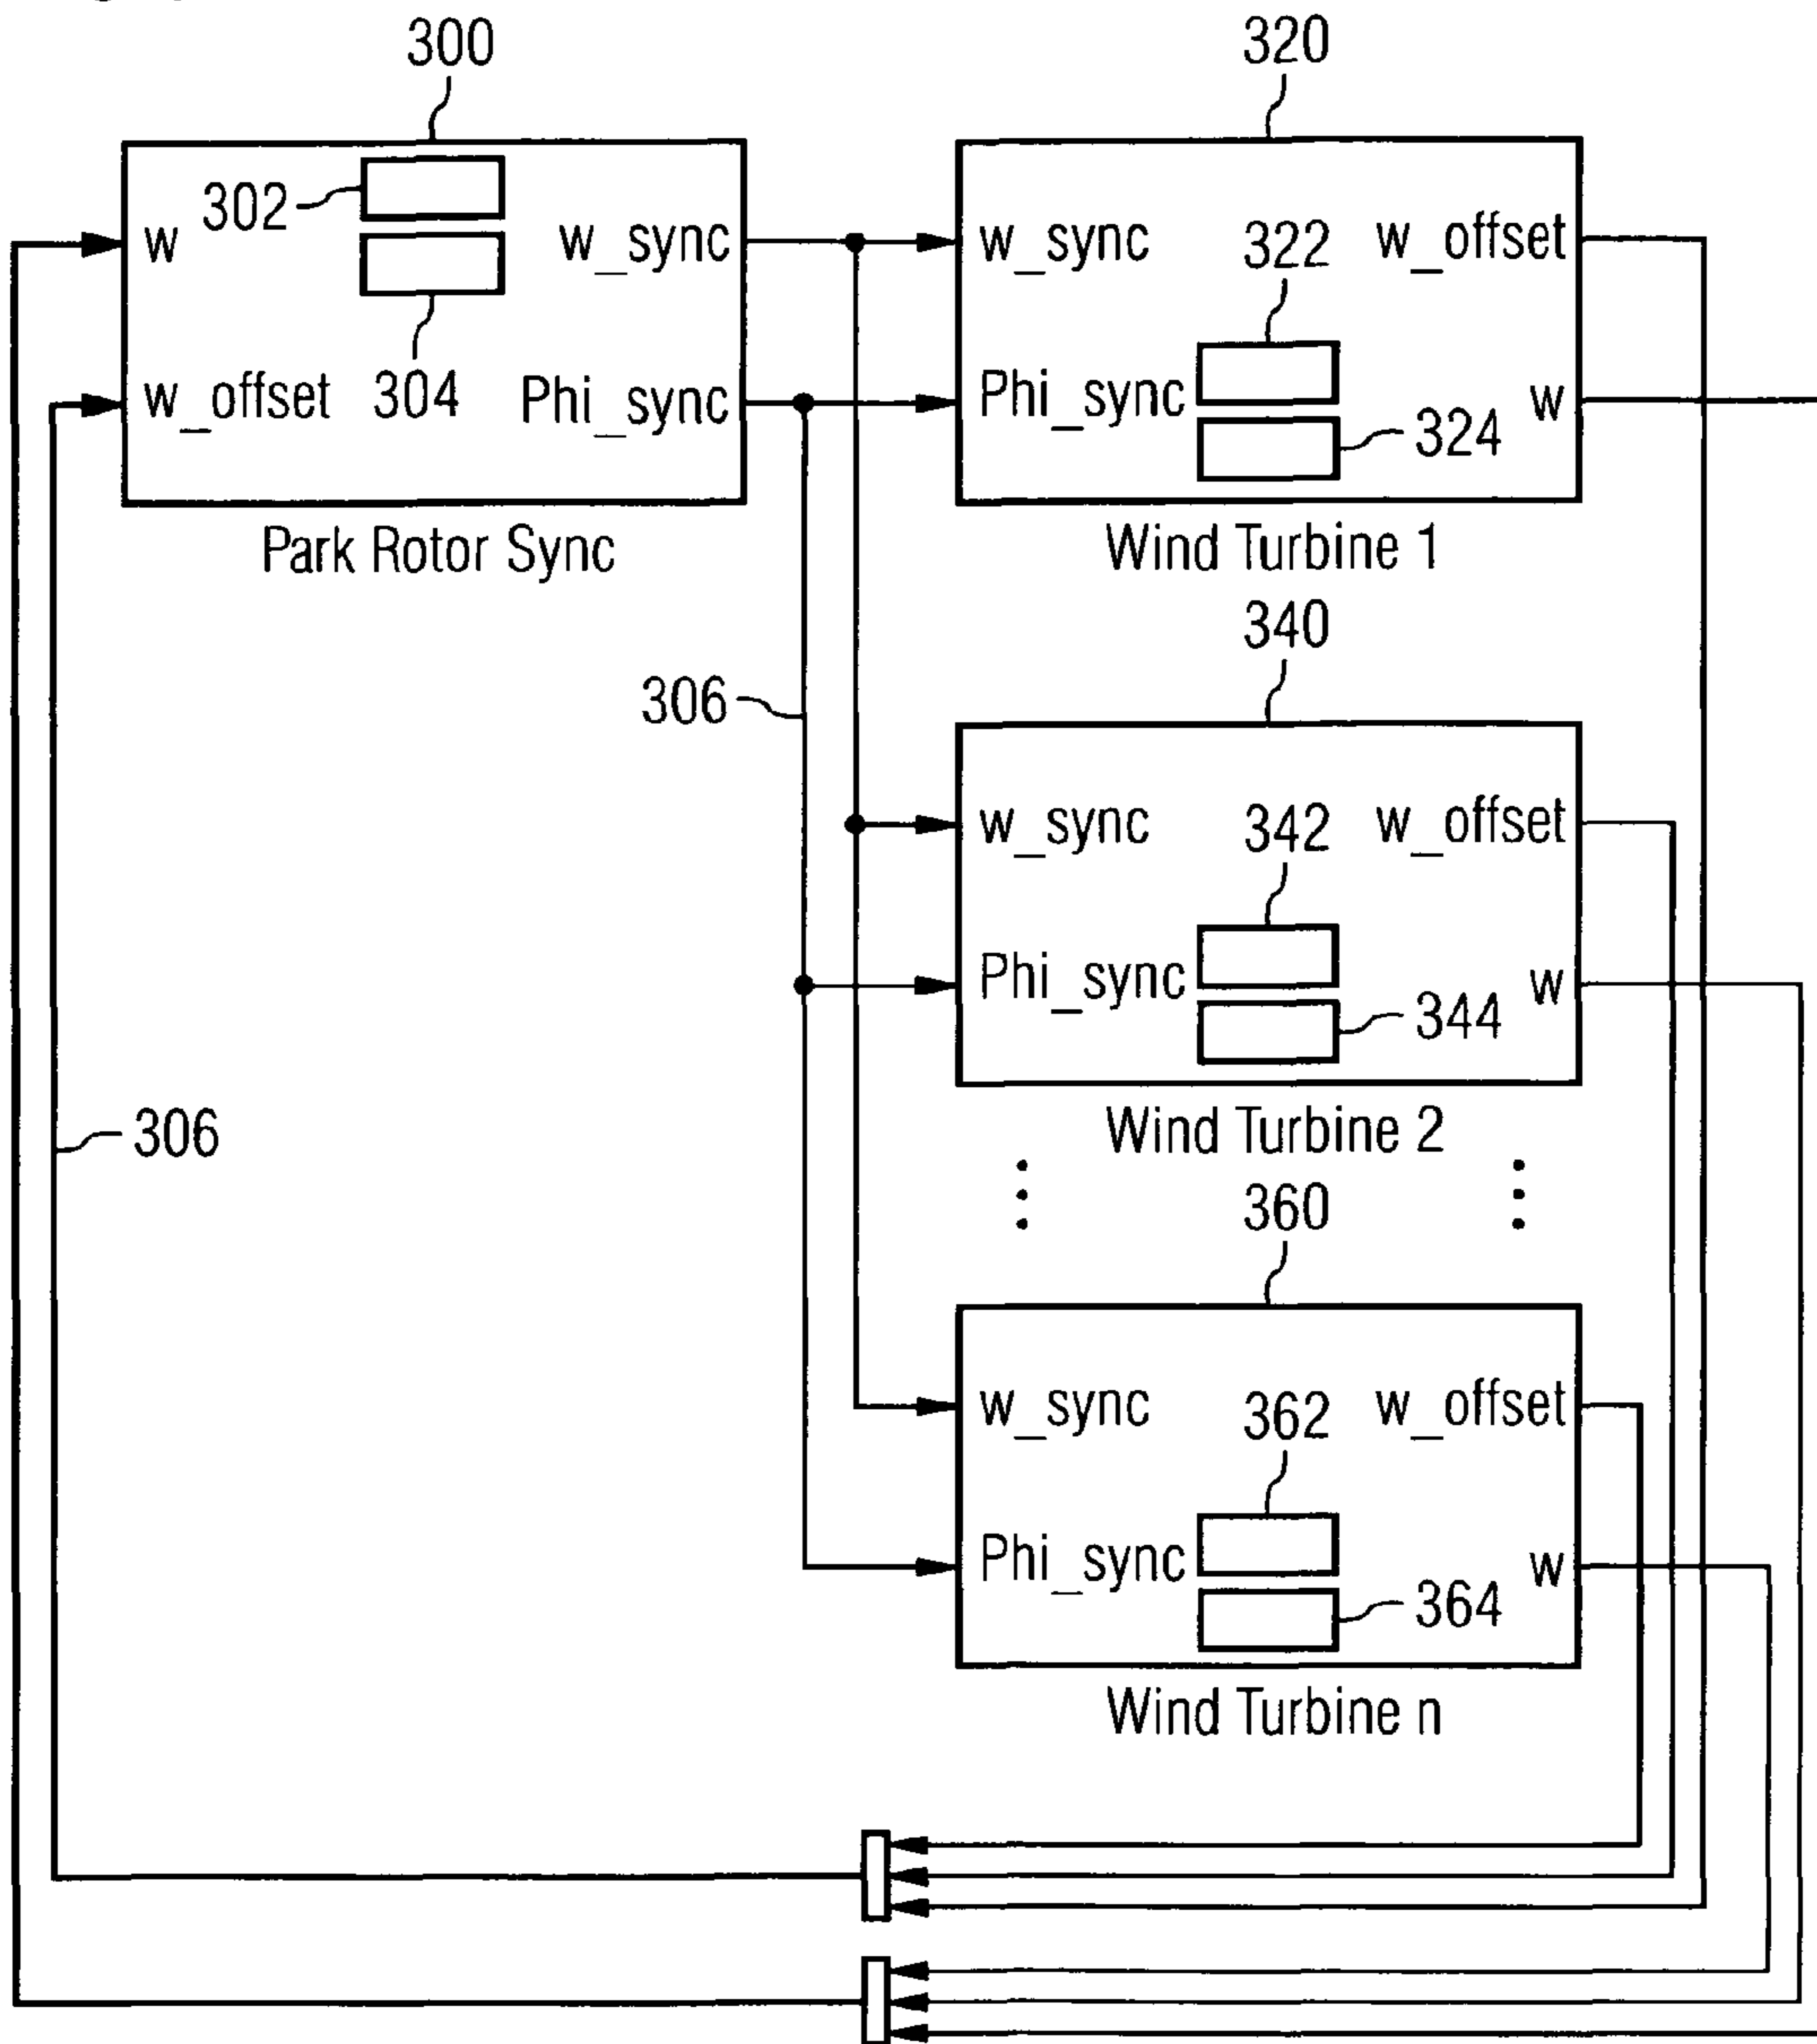 300
320
302
w
w_sync
w_offset
304
Phi_sync
Park Rotor Sync
w_sync
322
w_offset
Phi_sync
324
w
Wind Turbine 1
306
340
w_sync
342
w_offset
Phi_sync
344
w
Wind Turbine 2
306
360
w_sync
362
w_offset
Phi_sync
364
w
Wind Turbine n